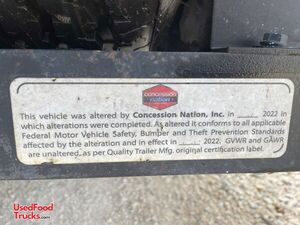 concession
nation
This vehicle was altered by Concession Nation, Inc. in 2022 in
which alterations were completed. As altered it conforms to all applicable
Federal Motor Vehicle Safety, Bumper and Theft Prevention Standards
affected by the alteration and in effect in 2022. GVWR and GAWR
are unaltered, as per Quality Trailer Mfg. original certification label.
UsedFood
Trucks.com